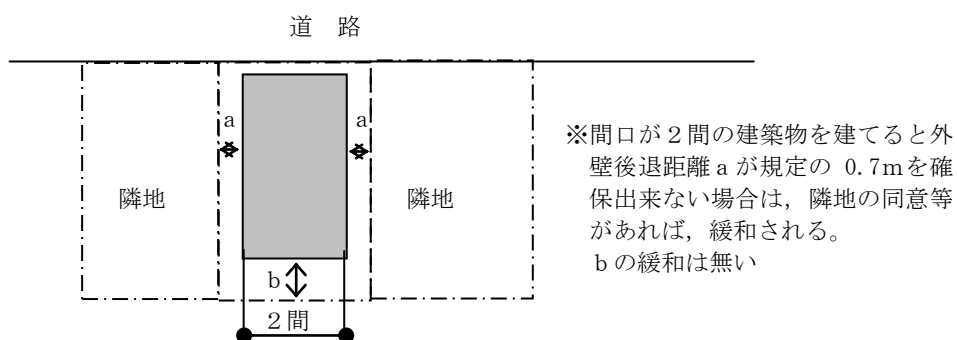 道 路
a
a
隣地
隣地
b
2間
※間口が2間の建築物を建てると外
壁後退距離aが規定の 0.7mを確
保出来ない場合は，隣地の同意等
があれば，緩和される。
bの緩和は無い